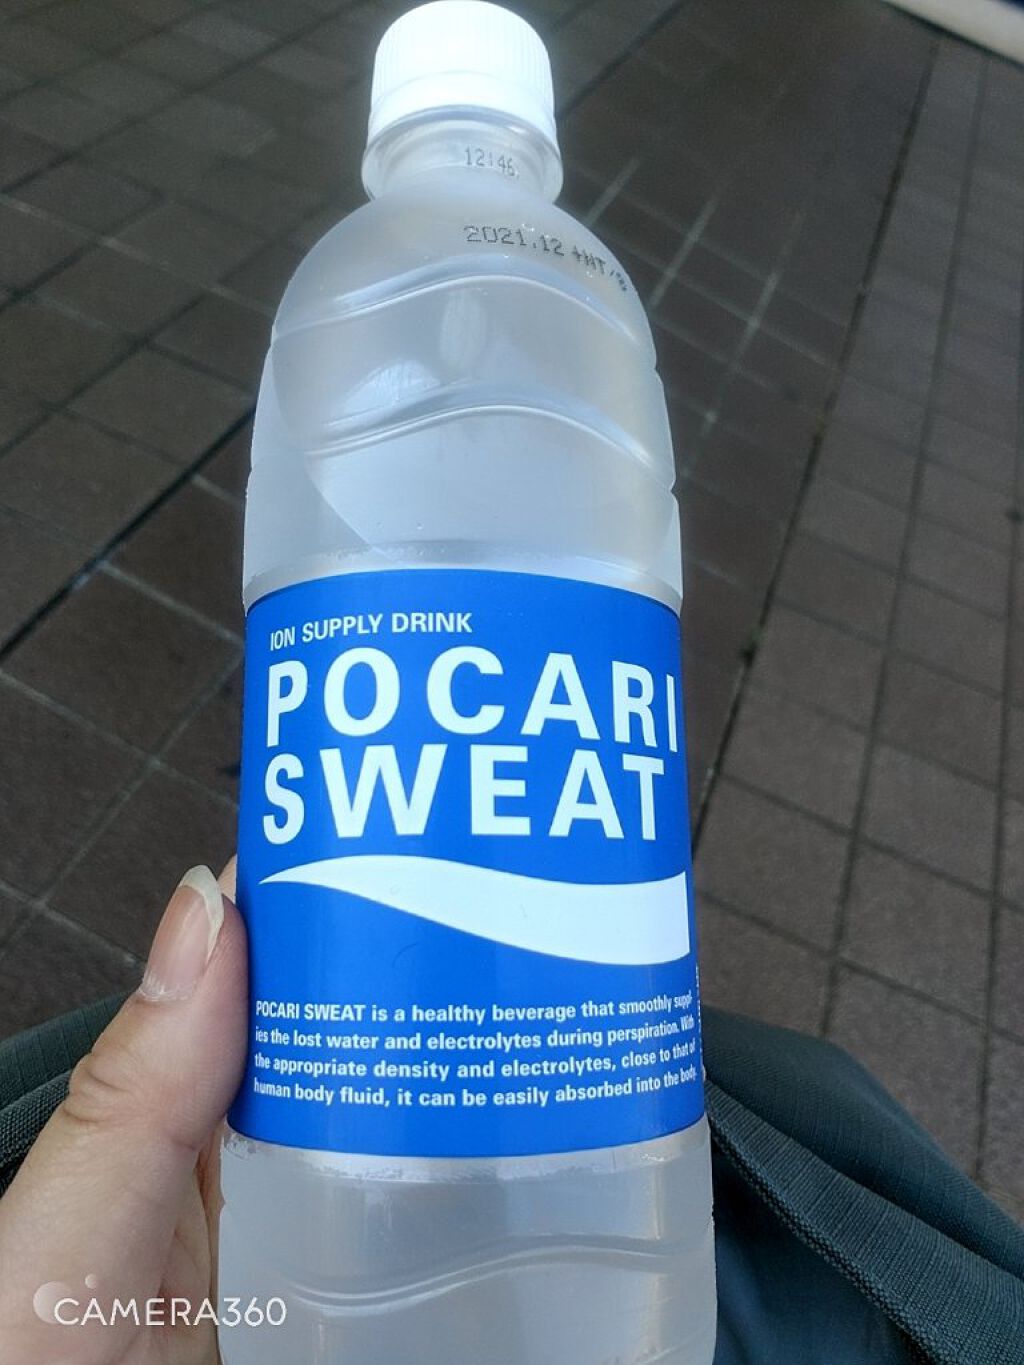 12:46
2021.12
ION SUPPLY DRINK
POCARI
SWEAT
POCARI SWEAT is a healthy beverage that smoothly suppl-
ies the lost water and electrolytes during perspiration. With
the appropriate density and electrolytes, close to that of
human body fluid, it can be easily absorbed into the body.
CAMERA360